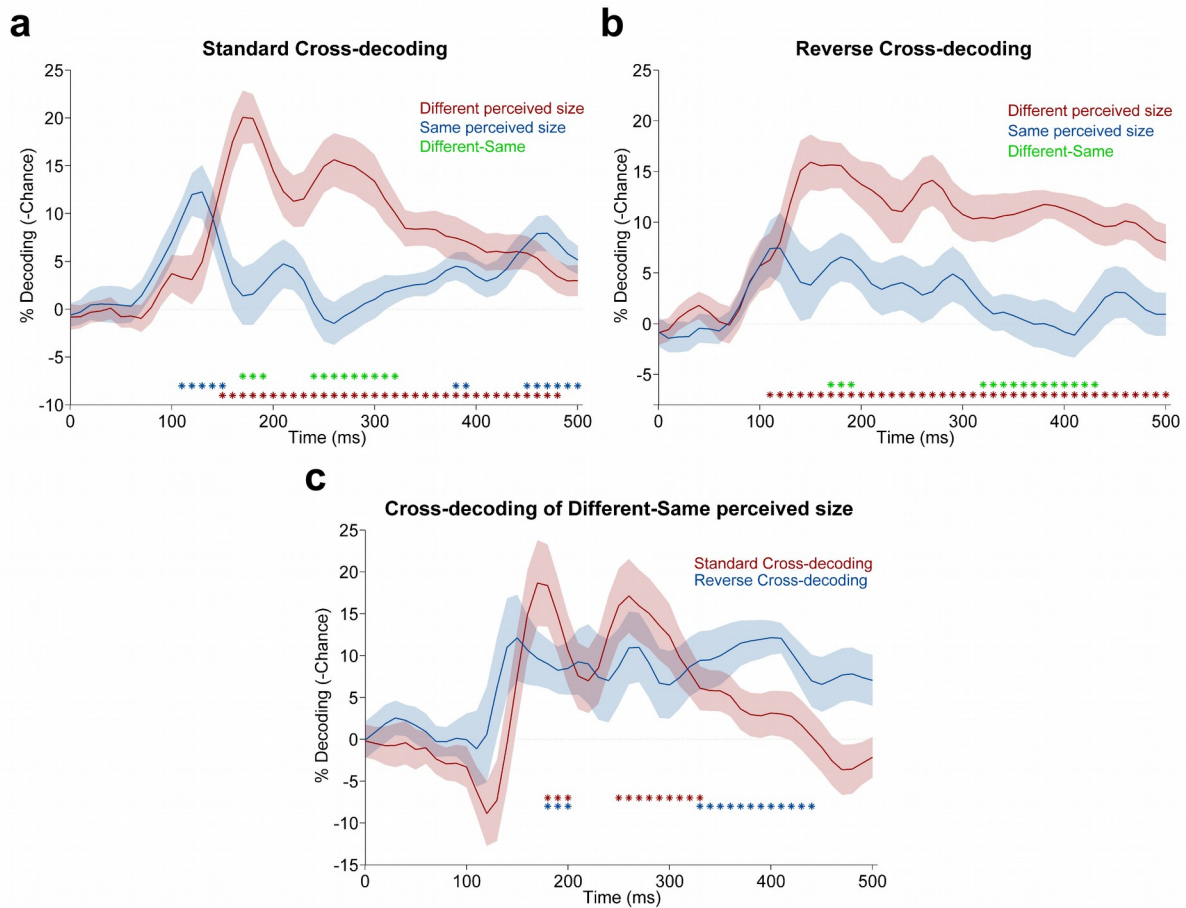 a
Standard Cross-decoding
25
20
15
10
5
0
-5
-10
% Decoding (-Chance)
Different perceived size
Same perceived size
Different-Same
0
100
200
300
400
500
Time (ms)
b
Reverse Cross-decoding
25
20
15
10
5
0
-5
% Decoding (-Chance)
Different perceived size
Same perceived size
Different-Same
0
100
200
300
400
500
Time (ms)
c
Cross-decoding of Different-Same perceived size
25
20
15
10
5
0
-5
-10
-15
% Decoding (-Chance)
Standard Cross-decoding
Reverse Cross-decoding
0
100
200
300
400
500
Time (ms)